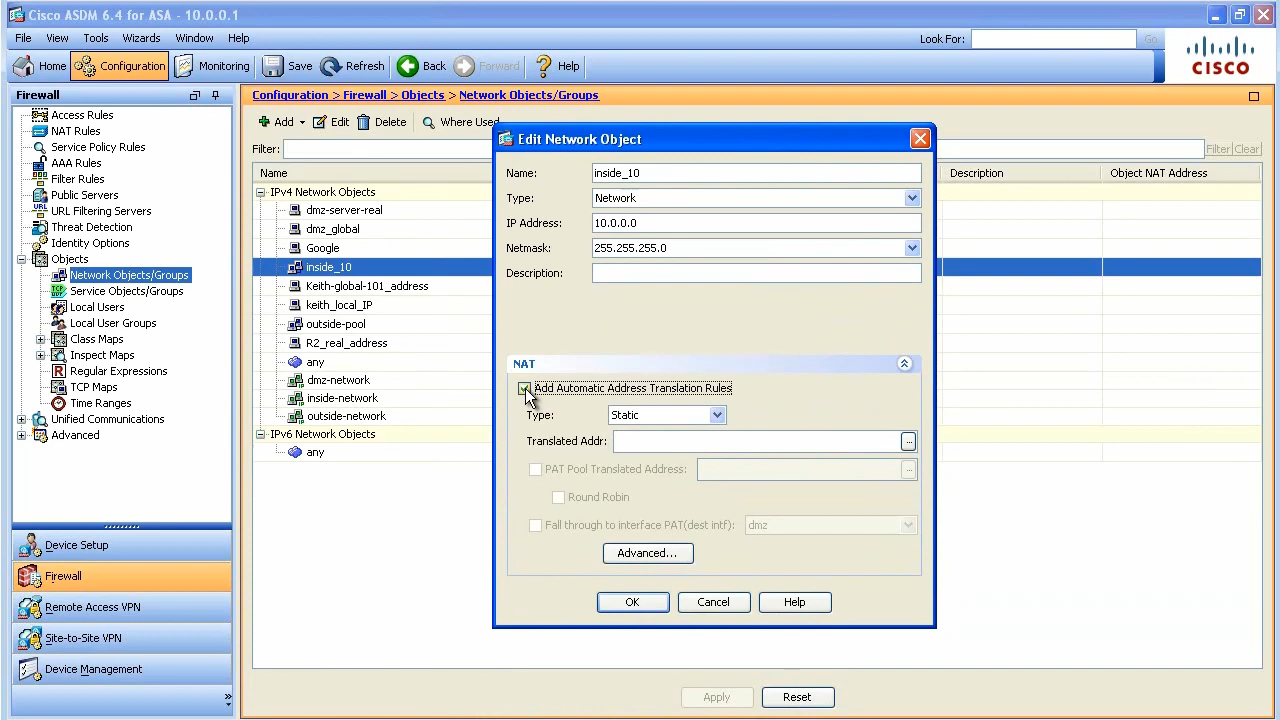 Cisco ASDM 6.4 for ASA - 10.0.0.1
File View Tools Wizards Window Help Look For: Go
Home Configuration Monitoring Save Refresh Back Forward Help
CISCO
Firewall
Access Rules
NAT Rules
Service Policy Rules
AAA Rules
Filter Rules
Public Servers
URL Filtering Servers
Threat Detection
Identity Options
Objects
Network Objects/Groups
Service Objects/Groups
Local Users
Local User Groups
Class Maps
Inspect Maps
Regular Expressions
TCP Maps
Time Ranges
Unified Communications
Advanced
Device Setup
Firewall
Remote Access VPN
Site-to-Site VPN
Device Management
»
Configuration > Firewall > Objects > Network Objects/Groups
Add Edit Delete Where Used
Filter: Filter Clear
Name Description Object NAT Address
IPv4 Network Objects
dmz-server-real
dmz_global
Google
inside_10
Keith-global-101_address
keith_local_IP
outside-pool
R2_real_address
any
dmz-network
inside-network
outside-network
IPv6 Network Objects
any
Edit Network Object
Name: inside_10
Type: Network
IP Address: 10.0.0.0
Netmask: 255.255.255.0
Description:
NAT
Add Automatic Address Translation Rules
Type: Static
Translated Addr: ...
PAT Pool Translated Address: ...
Round Robin
Fall through to interface PAT(dest intf): dmz
Advanced...
OK Cancel Help
Apply Reset